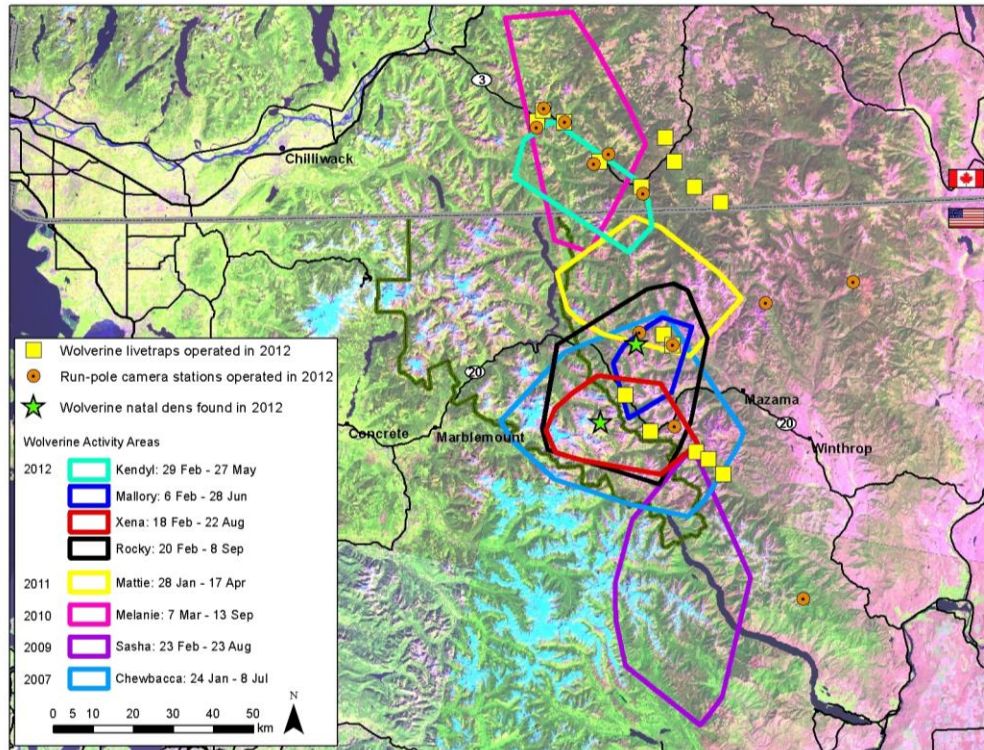 3
Chilliwack
Wolverine livetraps operated in 2012
Run-pole camera stations operated in 2012
Wolverine natal dens found in 2012
20
Mazama
Concrete
Marblemount
20
Winthrop
Wolverine Activity Areas
2012 Kendyl: 29 Feb - 27 May
Mallory: 6 Feb - 28 Jun
Xena: 18 Feb - 22 Aug
Rocky: 20 Feb - 8 Sep
2011 Mattie: 28 Jan - 17 Apr
2010 Melanie: 7 Mar - 13 Sep
2009 Sasha: 23 Feb - 23 Aug
2007 Chewbacca: 24 Jan - 8 Jul
N
0 5 10 20 30 40 50
km